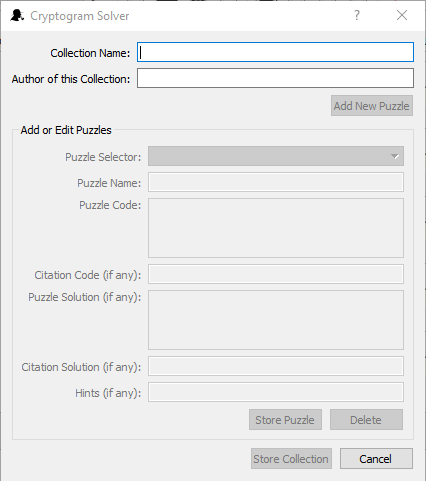 Cryptogram Solver
Collection Name:
Author of this Collection:
Add New Puzzle
Add or Edit Puzzles
Puzzle Selector:
Puzzle Name:
Puzzle Code:
Citation Code (if any):
Puzzle Solution (if any):
Citation Solution (if any):
Hints (if any):
Store Puzzle Delete
Store Collection Cancel